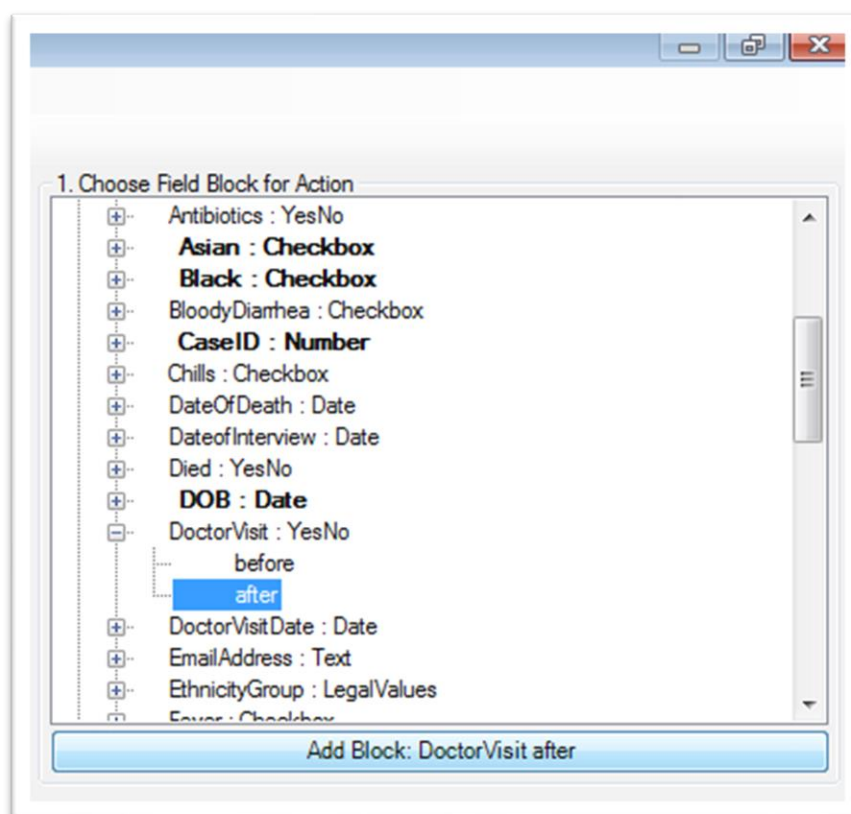 1. Choose Field Block for Action
Antibiotics : YesNo
Asian : Checkbox
Black : Checkbox
BloodyDiarrhea : Checkbox
CaseID : Number
Chills : Checkbox
DateOfDeath : Date
DateofInterview : Date
Died : YesNo
DOB : Date
DoctorVisit : YesNo
before
after
DoctorVisitDate : Date
EmailAddress : Text
EthnicityGroup : LegalValues
Fever : Checkbox
Add Block: DoctorVisit after